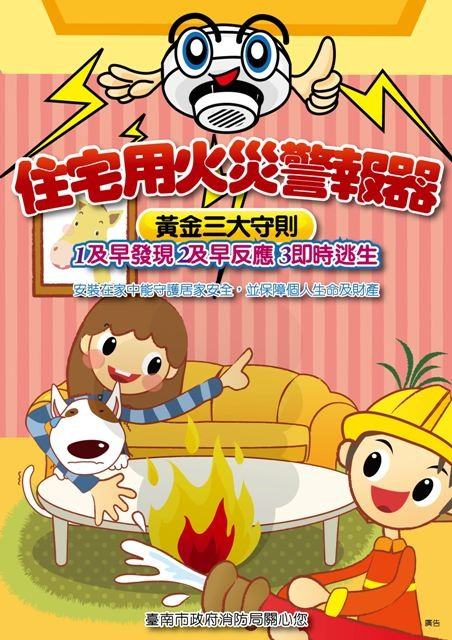 住宅用火災警報器
黃金三大守則
1及早發現 2及早反應 3即時逃生
安裝在家中能守護居家安全，並保障個人生命及財產
臺南市政府消防局關心您
廣告